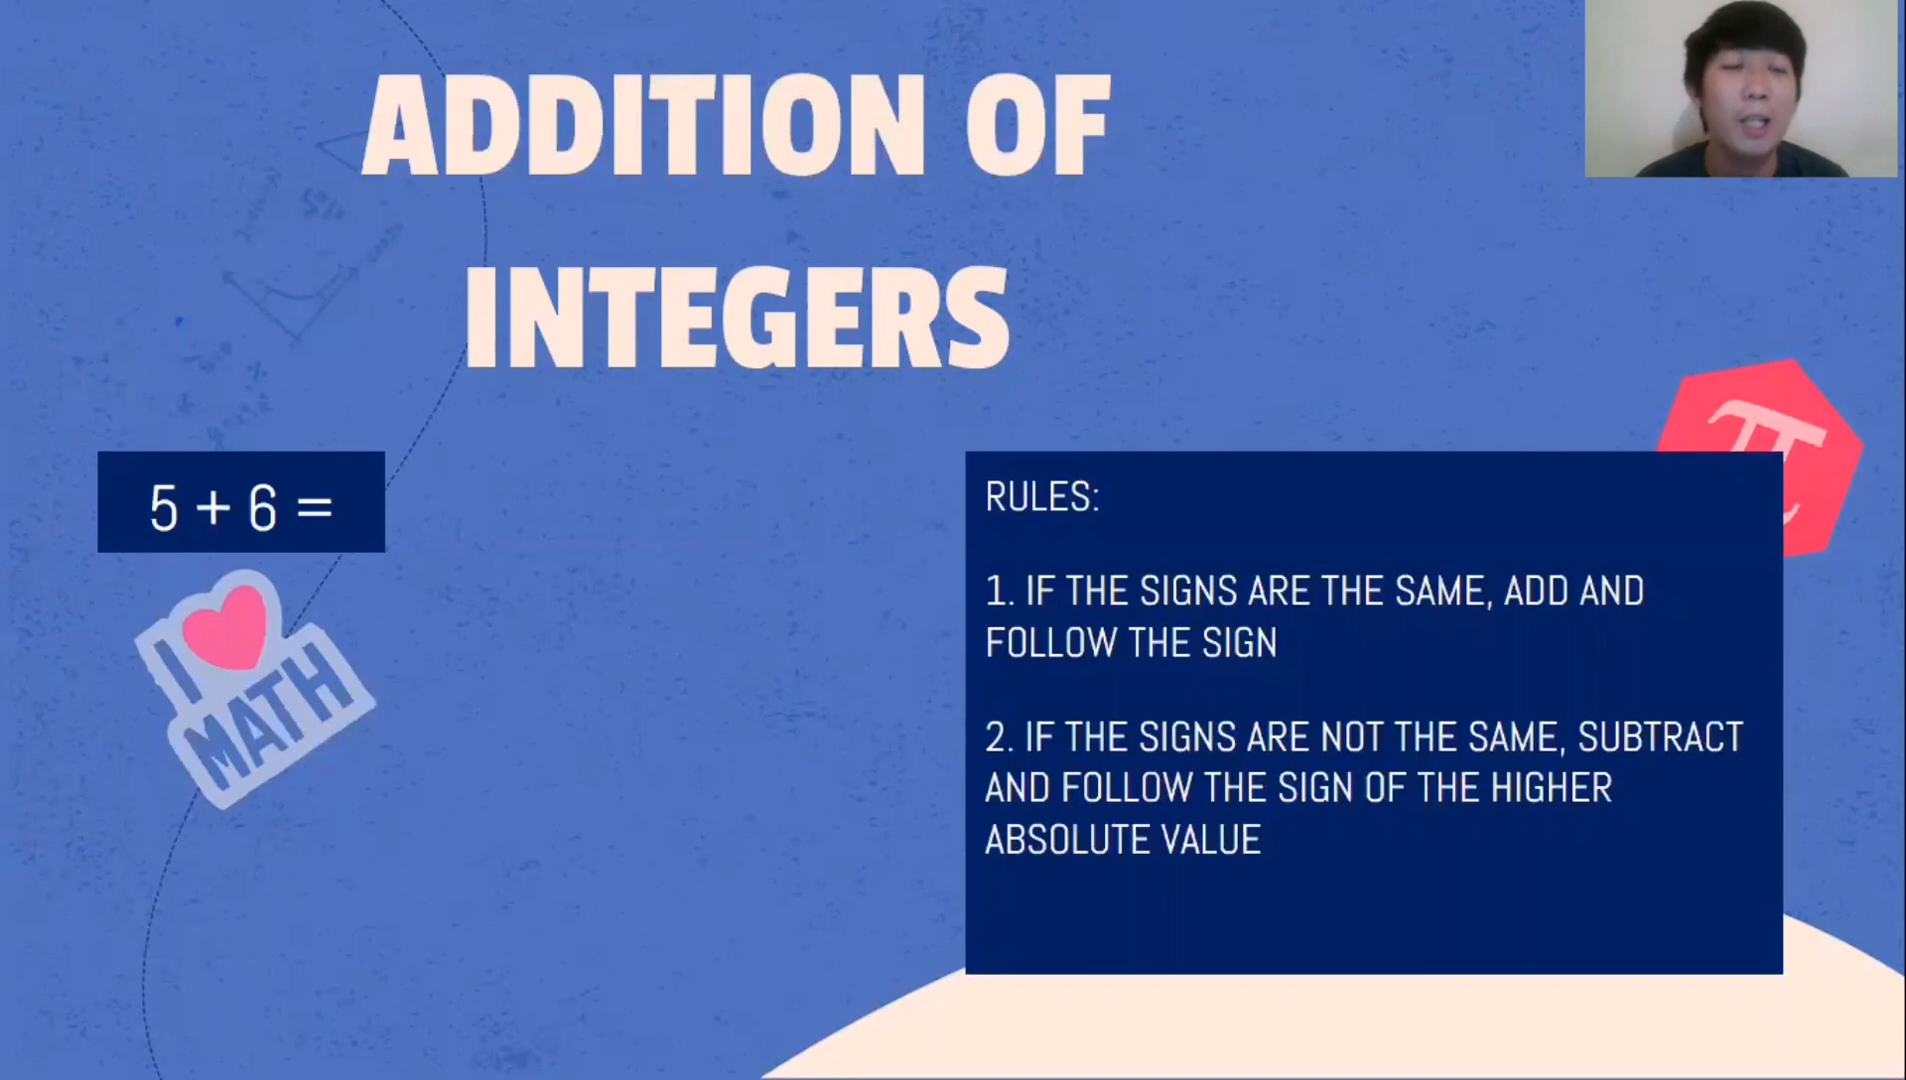 ADDITION OF
INTEGERS
5 + 6 =
I
MATH
π
RULES:
1. IF THE SIGNS ARE THE SAME, ADD AND
FOLLOW THE SIGN
2. IF THE SIGNS ARE NOT THE SAME, SUBTRACT
AND FOLLOW THE SIGN OF THE HIGHER
ABSOLUTE VALUE